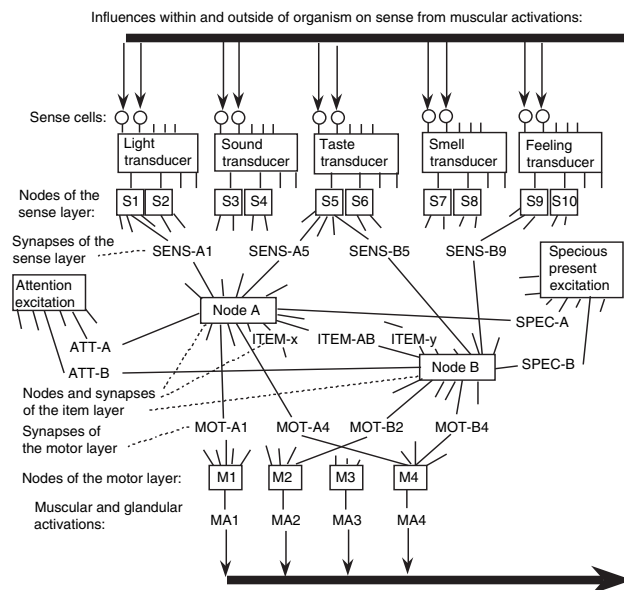 Influences within and outside of organism on sense from muscular activations:
Sense cells:
Light transducer
Sound transducer
Taste transducer
Smell transducer
Feeling transducer
Nodes of the sense layer:
S1 S2 S3 S4 S5 S6 S7 S8 S9 S10
Synapses of the sense layer
SENS-A1 SENS-A5 SENS-B5 SENS-B9
Specious present excitation
Attention excitation
Node A
SPEC-A
ATT-A
ITEM-x ITEM-AB ITEM-y
SPEC-B
ATT-B
Node B
Nodes and synapses of the item layer
Synapses of the motor layer
MOT-A1 MOT-A4 MOT-B2 MOT-B4
Nodes of the motor layer:
M1 M2 M3 M4
Muscular and glandular activations:
MA1 MA2 MA3 MA4